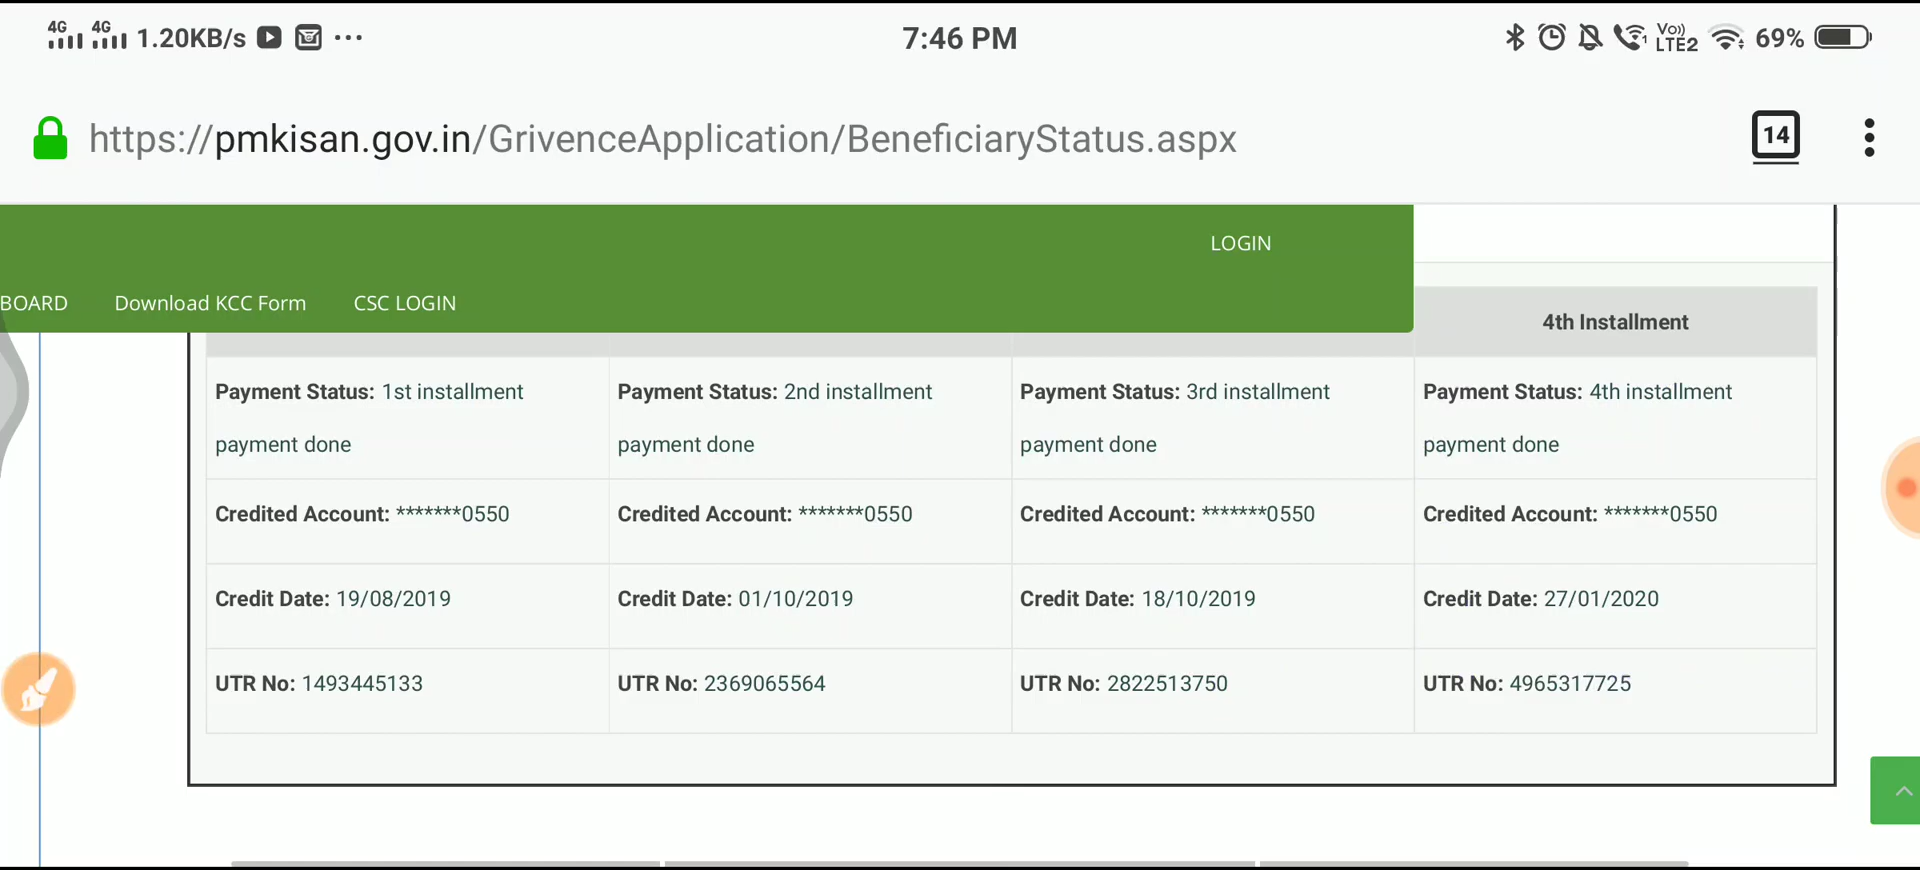 4G 4G 1.20KB/s 7:46 PM Vo)) LTE2 69%
https://pmkisan.gov.in/GrivenceApplication/BeneficiaryStatus.aspx 14
LOGIN
BOARD Download KCC Form CSC LOGIN
4th Installment
Payment Status: 1st installment payment done
Payment Status: 2nd installment payment done
Payment Status: 3rd installment payment done
Payment Status: 4th installment payment done
Credited Account: *******0550 Credited Account: *******0550 Credited Account: *******0550 Credited Account: *******0550
Credit Date: 19/08/2019 Credit Date: 01/10/2019 Credit Date: 18/10/2019 Credit Date: 27/01/2020
UTR No: 1493445133 UTR No: 2369065564 UTR No: 2822513750 UTR No: 4965317725